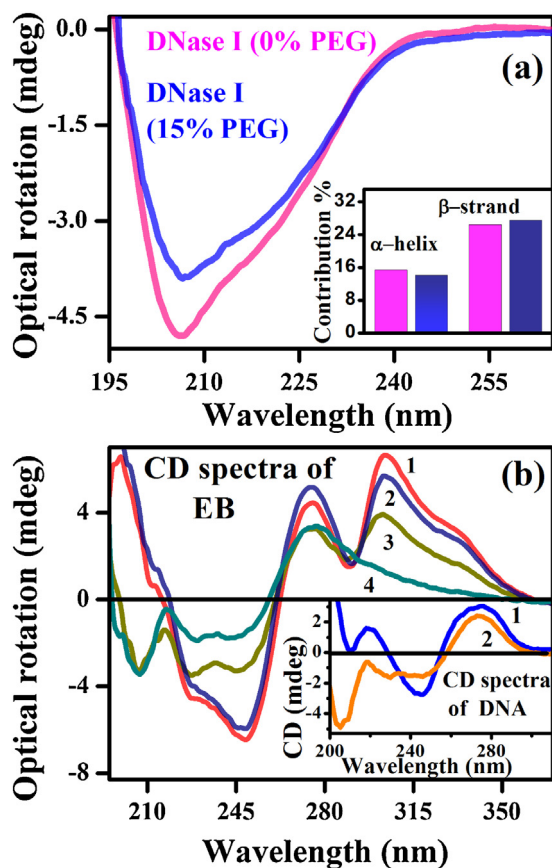 (a)
DNase I (0% PEG)
DNase I
(15% PEG)
Optical rotation (mdeg)
0.0
-1.5
-3.0
-4.5
Contribution %
32
24
16
8
0
α-helix
β-strand
195 210 225 240 255
Wavelength (nm)
(b)
CD spectra of
EB
1
2
3
4
Optical rotation (mdeg)
4
0
-4
-8
CD (mdeg)
2
0
-2
-4
1
2
CD spectra
of DNA
200 240 280
Wavelength (nm)
210 245 280 315 350
Wavelength (nm)